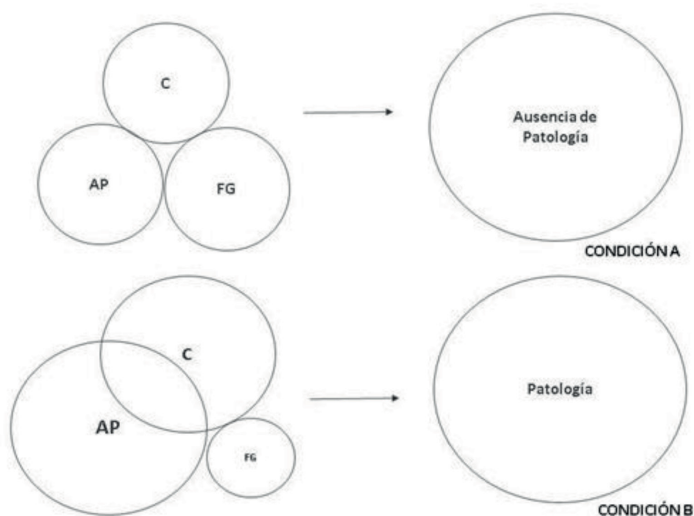 C
AP
FG
Ausencia de
Patología
CONDICIÓN A
C
AP
FG
Patología
CONDICIÓN B